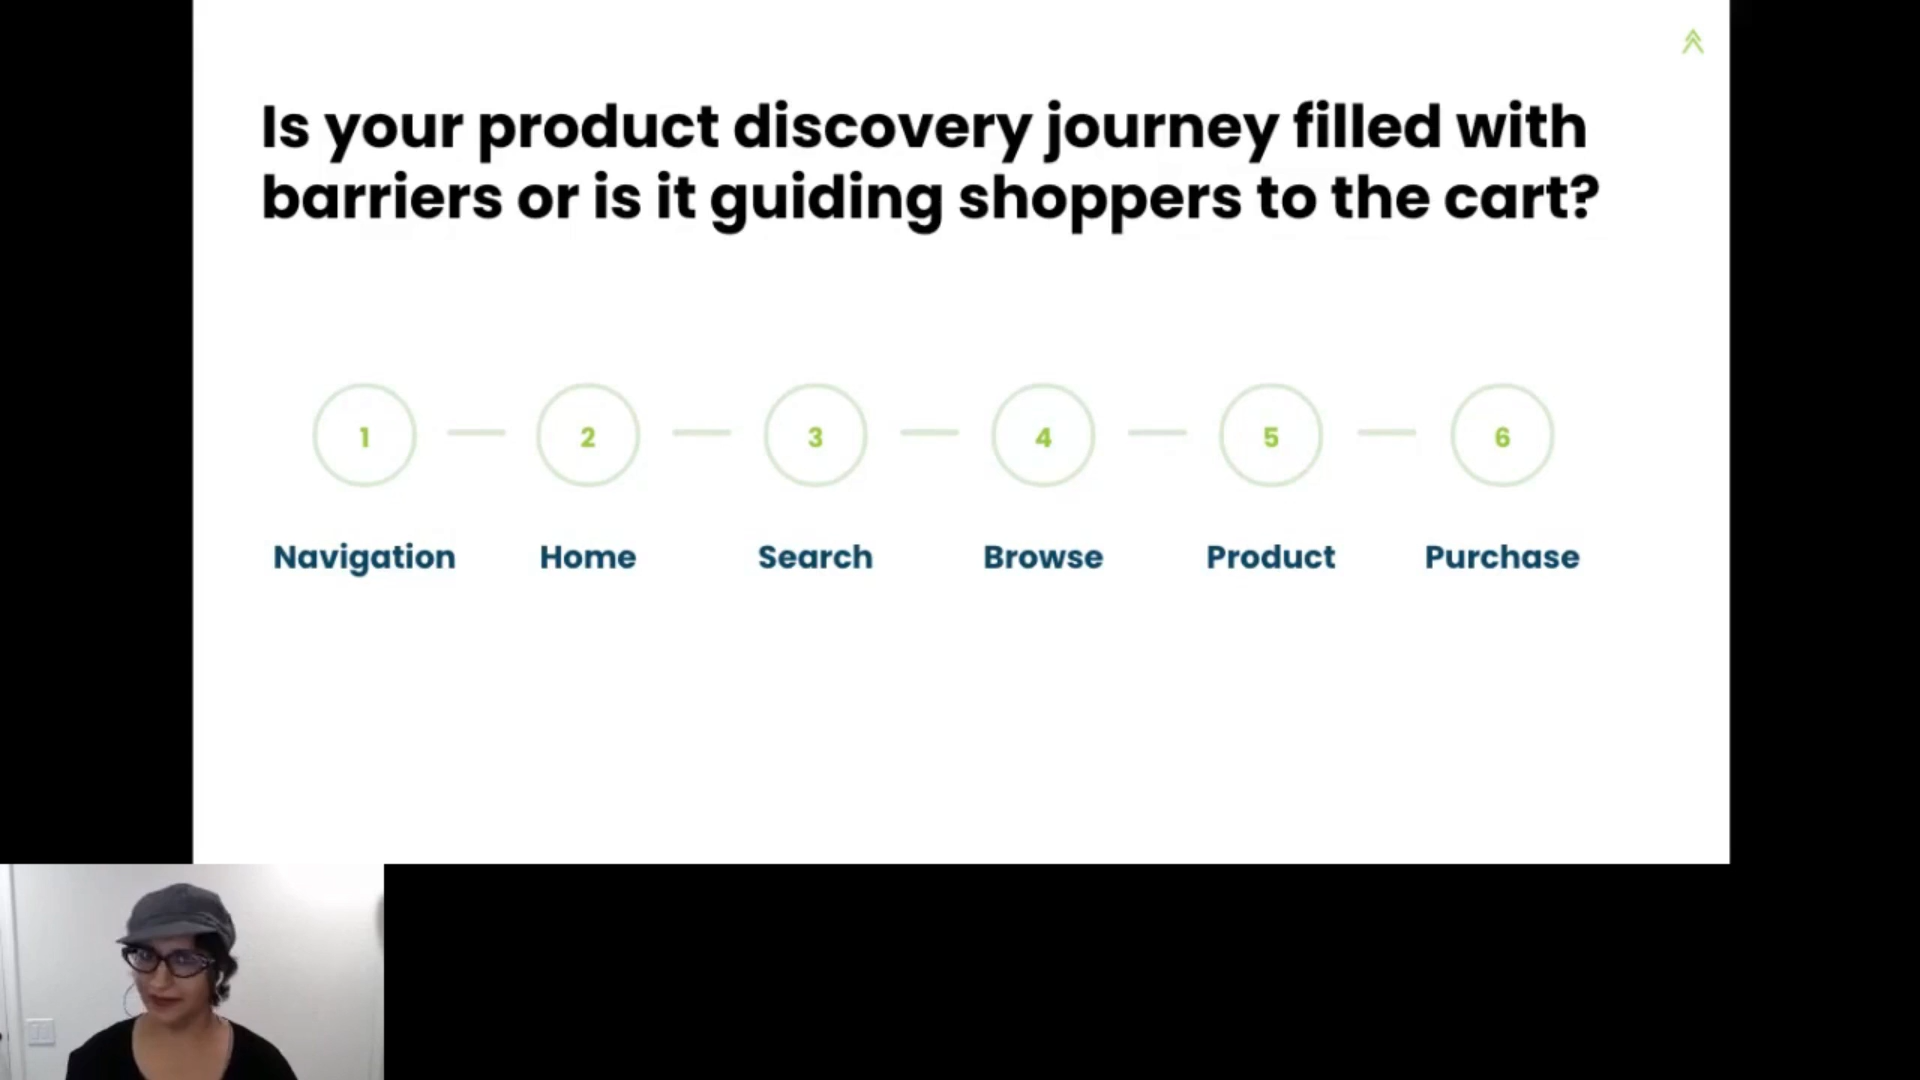 Is your product discovery journey filled with
barriers or is it guiding shoppers to the cart?
1 2 3 4 5 6
Navigation Home Search Browse Product Purchase